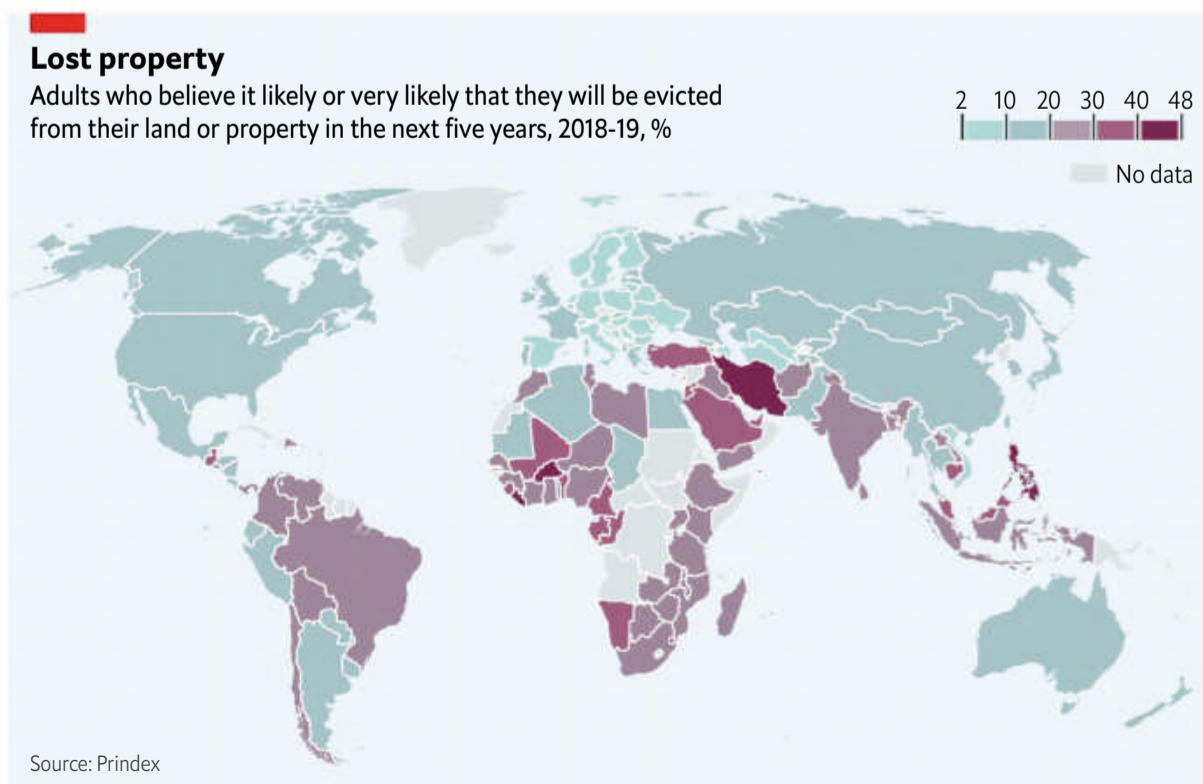 Lost property
Adults who believe it likely or very likely that they will be evicted
from their land or property in the next five years, 2018-19, %
2 10 20 30 40 48
No data
Source: Prindex